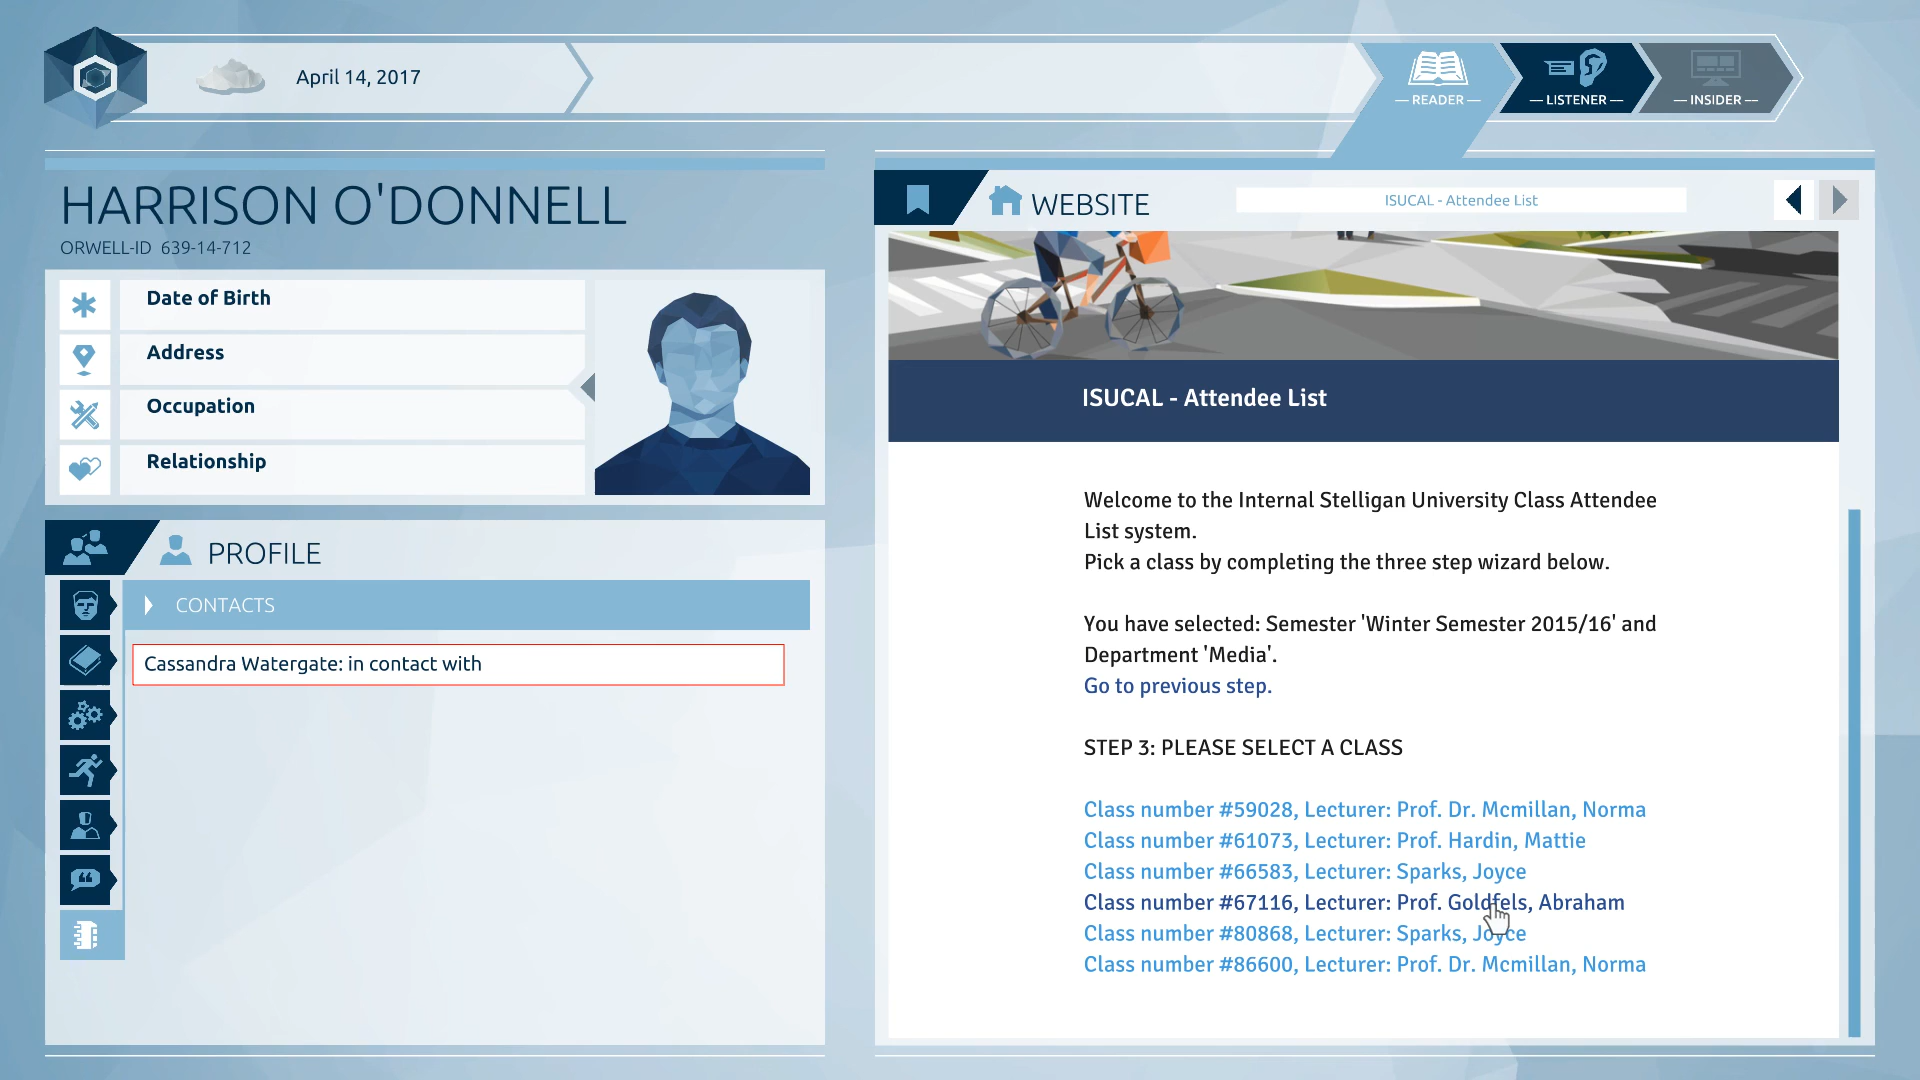 April 14, 2017
— READER —
— LISTENER —
— INSIDER —
HARRISON O'DONNELL
ORWELL-ID 639-14-712
Date of Birth
Address
Occupation
Relationship
PROFILE
CONTACTS
Cassandra Watergate: in contact with
WEBSITE
ISUCAL - Attendee List
ISUCAL - Attendee List
Welcome to the Internal Stelligan University Class Attendee
List system.
Pick a class by completing the three step wizard below.
You have selected: Semester 'Winter Semester 2015/16' and
Department 'Media'.
Go to previous step.
STEP 3: PLEASE SELECT A CLASS
Class number #59028, Lecturer: Prof. Dr. Mcmillan, Norma
Class number #61073, Lecturer: Prof. Hardin, Mattie
Class number #66583, Lecturer: Sparks, Joyce
Class number #67116, Lecturer: Prof. Goldfels, Abraham
Class number #80868, Lecturer: Sparks, Joyce
Class number #86600, Lecturer: Prof. Dr. Mcmillan, Norma